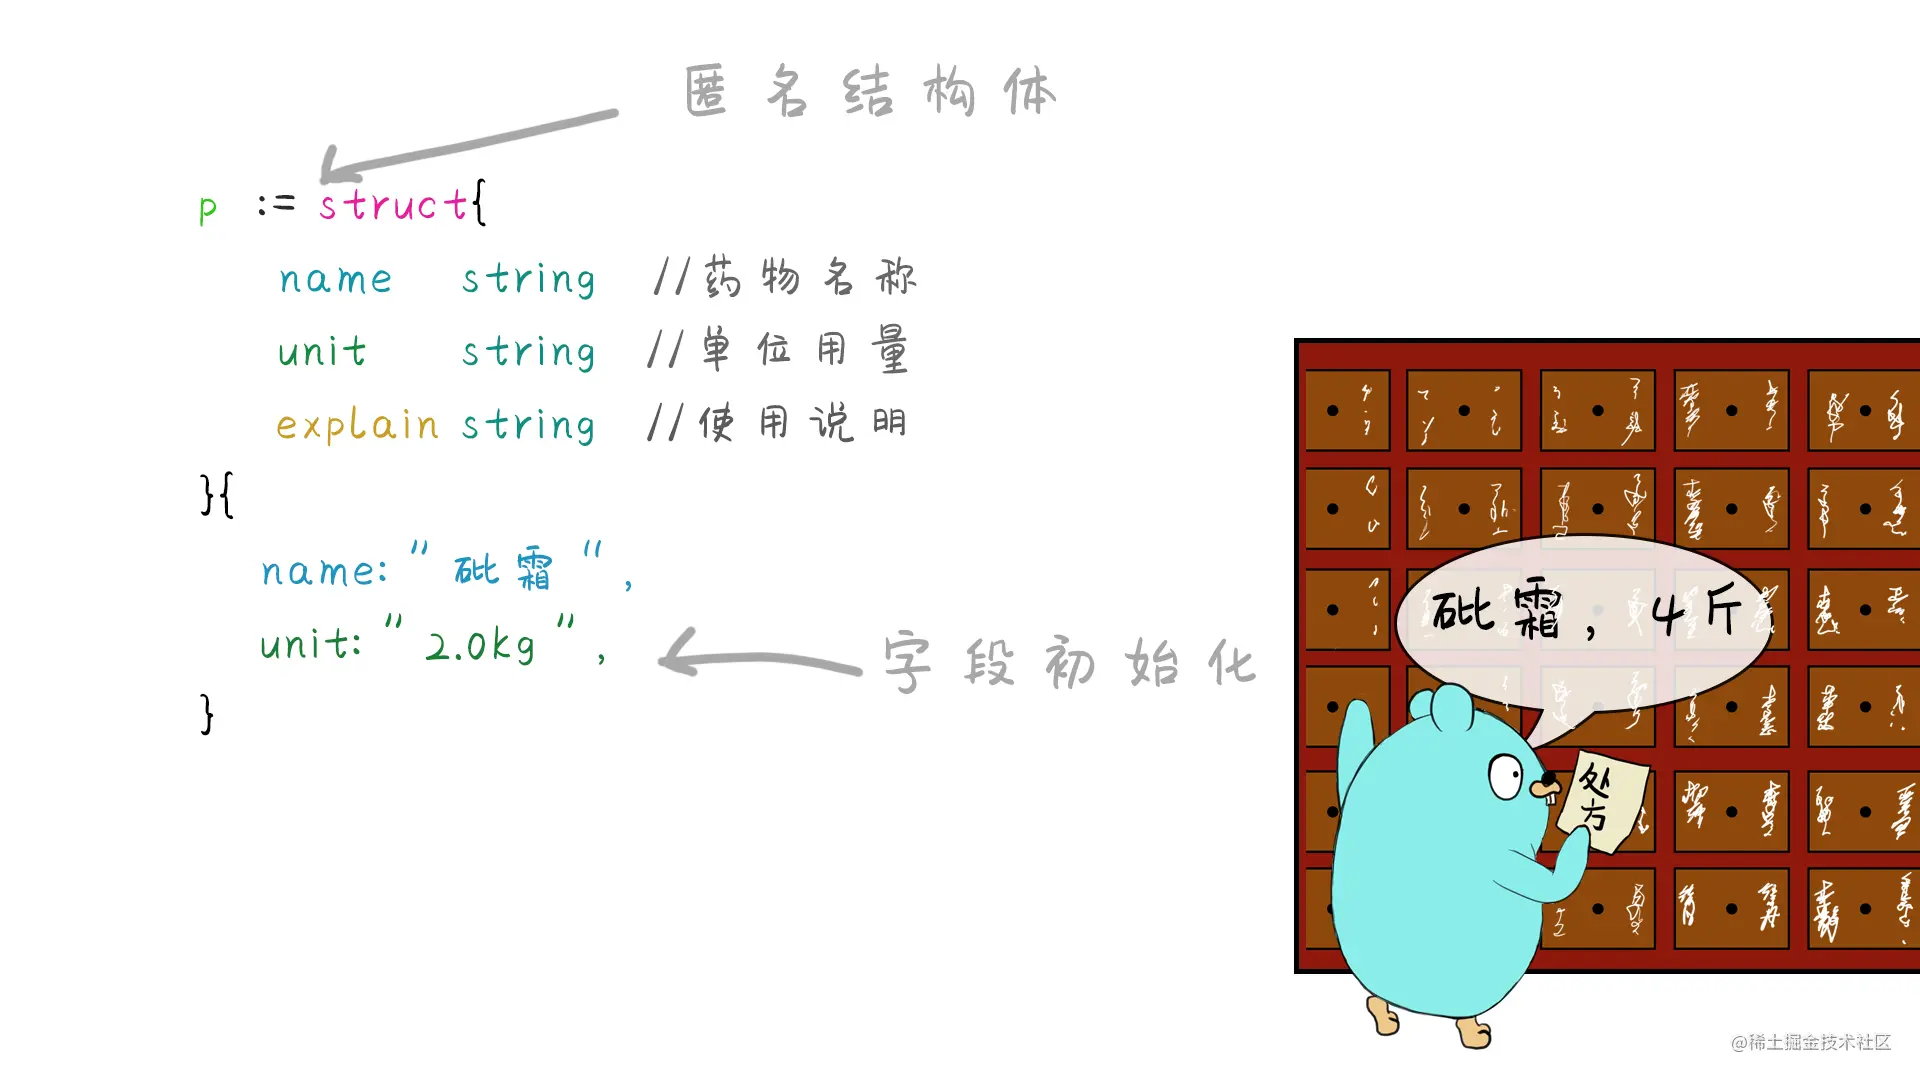 匿名结构体
p := struct{
name string //药物名称
unit string //单位用量
explain string //使用说明
}{
name:"砒霜",
unit:"2.0kg",
字段初始化
}
砒霜，4斤
处方
@稀土掘金技术社区